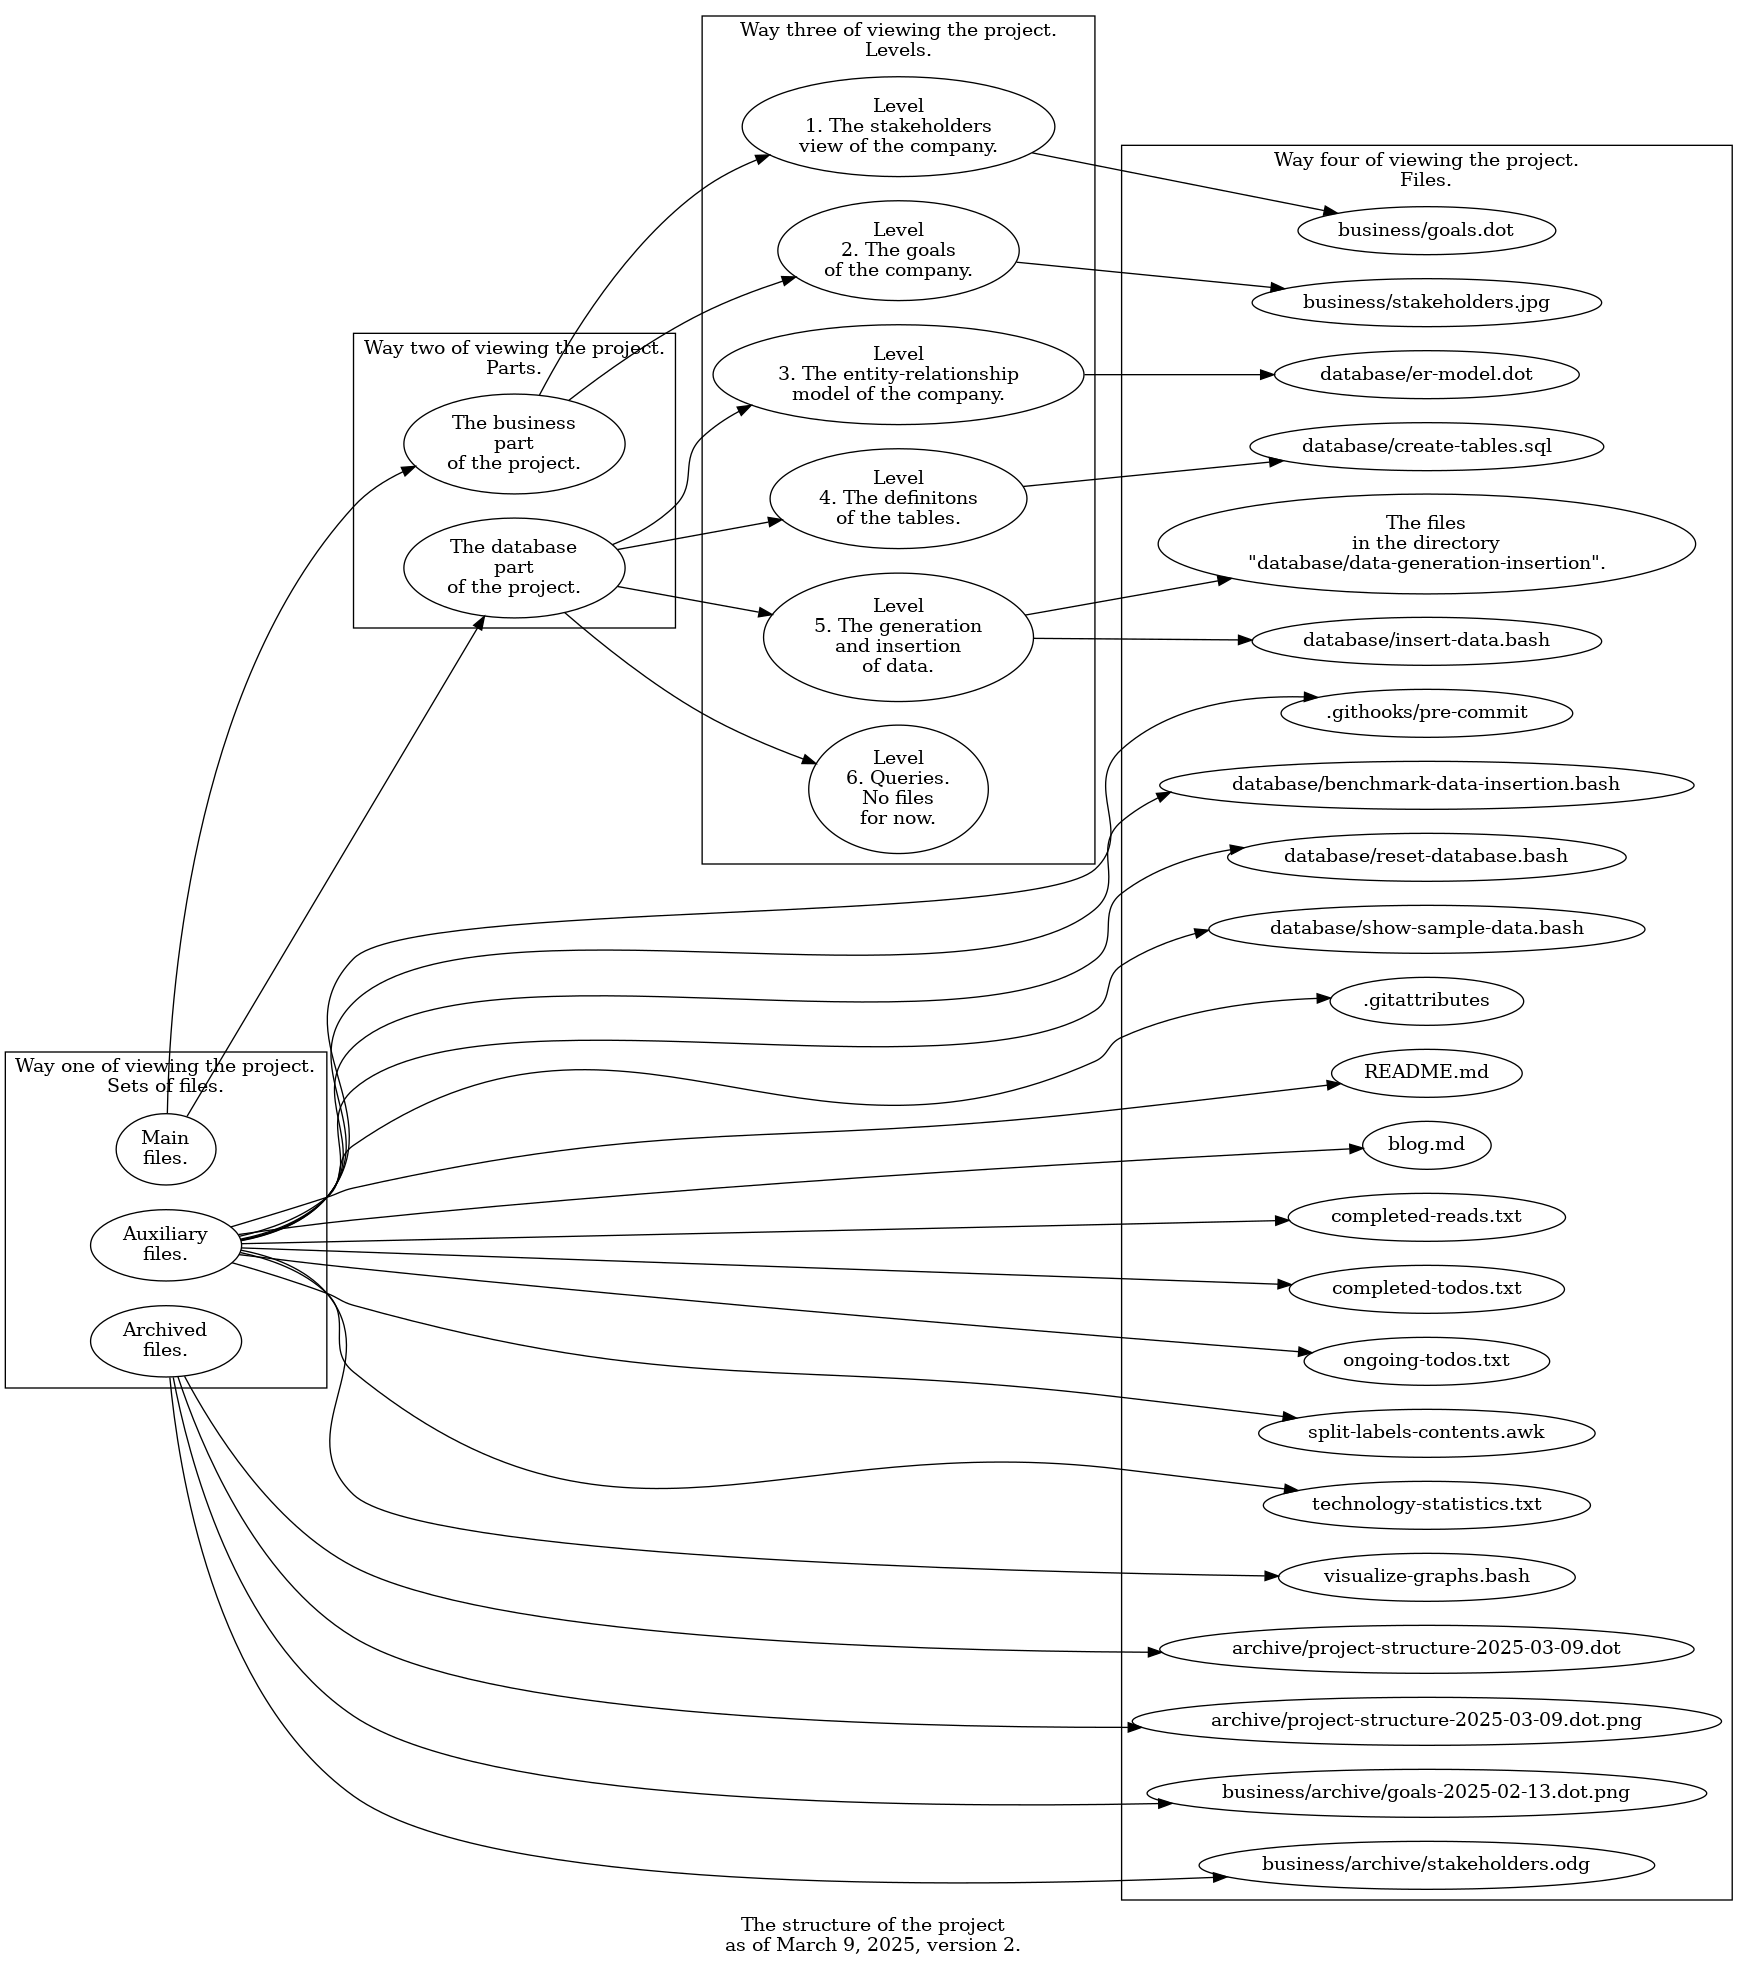 Way three of viewing the project.
Levels.
Level
1. The stakeholders
view of the company.
Level
2. The goals
of the company.
Level
3. The entity-relationship
model of the company.
Level
4. The definitons
of the tables.
Level
5. The generation
and insertion
of data.
Level
6. Queries.
No files
for now.
Way four of viewing the project.
Files.
business/goals.dot
business/stakeholders.jpg
database/er-model.dot
database/create-tables.sql
The files
in the directory
"database/data-generation-insertion".
database/insert-data.bash
.githooks/pre-commit
database/benchmark-data-insertion.bash
database/reset-database.bash
database/show-sample-data.bash
.gitattributes
README.md
blog.md
completed-reads.txt
completed-todos.txt
ongoing-todos.txt
split-labels-contents.awk
technology-statistics.txt
visualize-graphs.bash
archive/project-structure-2025-03-09.dot
archive/project-structure-2025-03-09.dot.png
business/archive/goals-2025-02-13.dot.png
business/archive/stakeholders.odg
Way two of viewing the project.
Parts.
The business
part
of the project.
The database
part
of the project.
Way one of viewing the project.
Sets of files.
Main
files.
Auxiliary
files.
Archived
files.
The structure of the project
as of March 9, 2025, version 2.